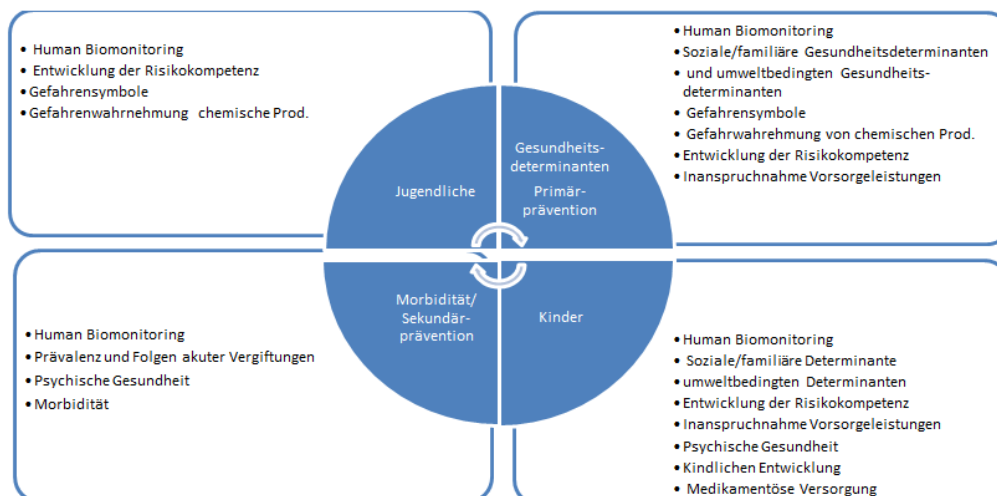 • Human Biomonitoring
• Entwicklung der Risikokompetenz
• Gefahrensymbole
• Gefahrenwahrnehmung chemische Prod.
• Human Biomonitoring
• Soziale/familiäre Gesundheitsdeterminanten
• und umweltbedingten Gesundheits-
determinanten
• Gefahrensymbole
• Gefahrwahrehmung von chemischen Prod.
• Entwicklung der Risikokompetenz
• Inanspruchnahme Vorsorgeleistungen
Jugendliche
Gesundheits-
determinanten
Primär-
prävention
Morbidität/
Sekundär-
prävention
Kinder
• Human Biomonitoring
• Prävalenz und Folgen akuter Vergiftungen
• Psychische Gesundheit
• Morbidität
• Human Biomonitoring
• Soziale/familiäre Determinante
• umweltbedingten Determinanten
• Entwicklung der Risikokompetenz
• Inanspruchnahme Vorsorgeleistungen
• Psychische Gesundheit
• Kindlichen Entwicklung
• Medikamentöse Versorgung